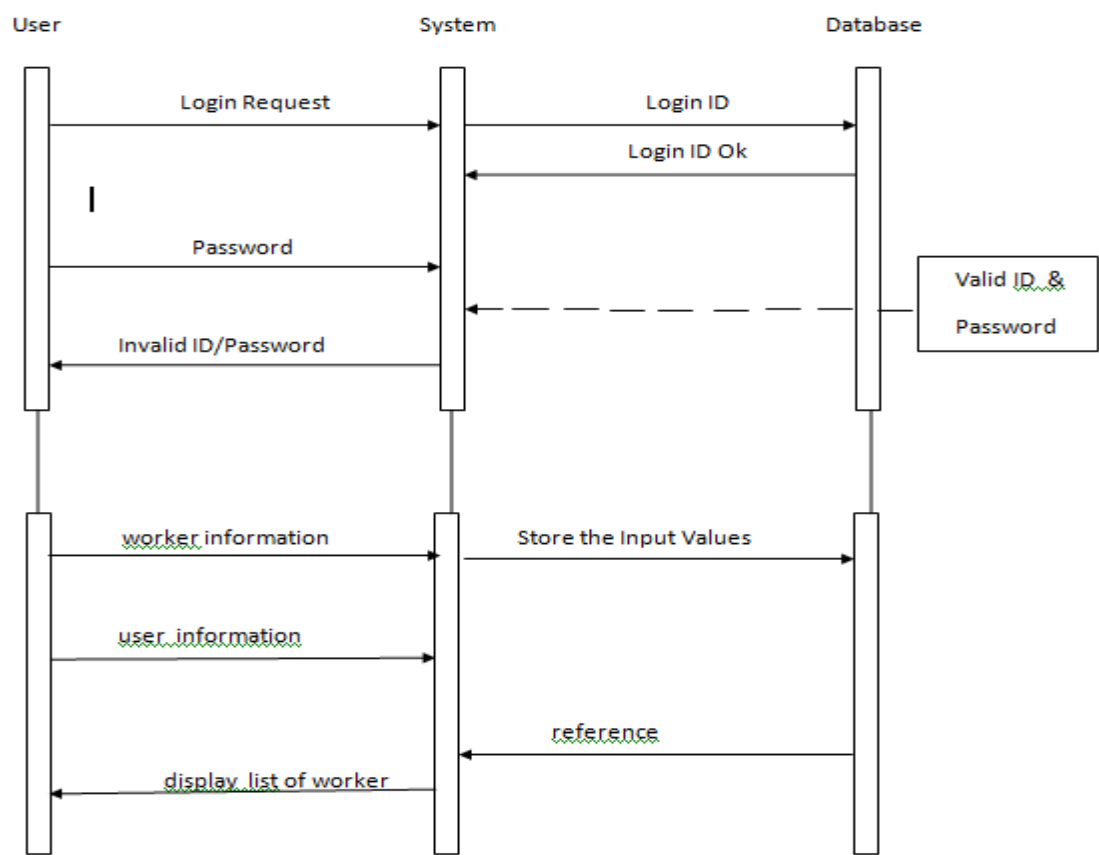 User System Database
Login Request Login ID
Login ID Ok
Password
Valid ID &
Password
Invalid ID/Password
worker information Store the Input Values
user information
reference
display list of worker